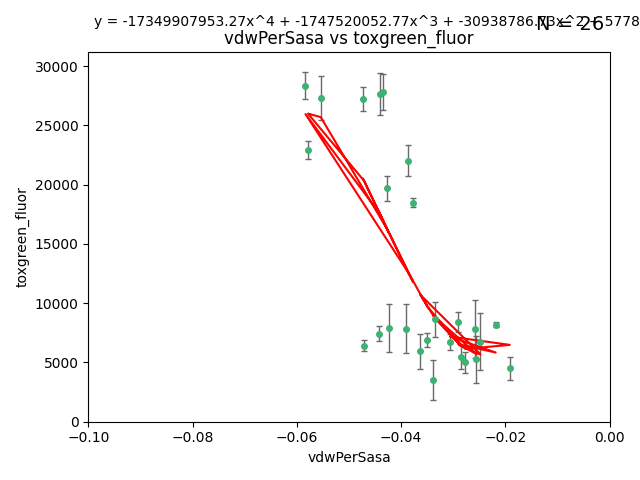 y = -17349907953.27x^4 + -1747520052.77x^3 + -30938786.
N = 26
vdwPerSasa vs toxgreen_fluor
30000
25000
20000
15000
10000
5000
0
toxgreen_fluor
−0.10
−0.08
−0.06
−0.04
−0.02
0.00
vdwPerSasa